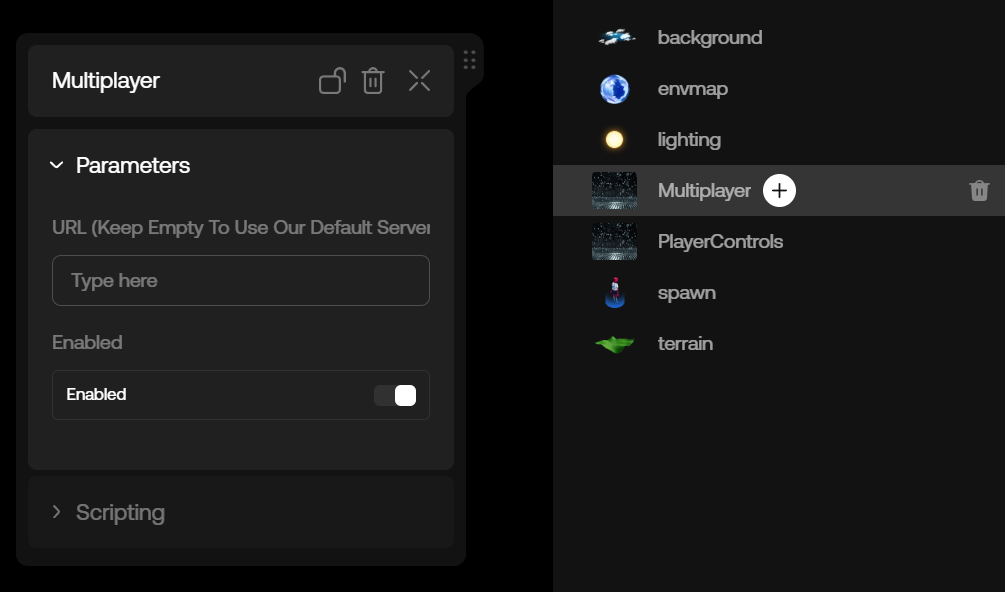 Multiplayer
Parameters
URL (Keep Empty To Use Our Default Server
Type here
Enabled
Enabled
Scripting
background
envmap
lighting
Multiplayer
PlayerControls
spawn
terrain